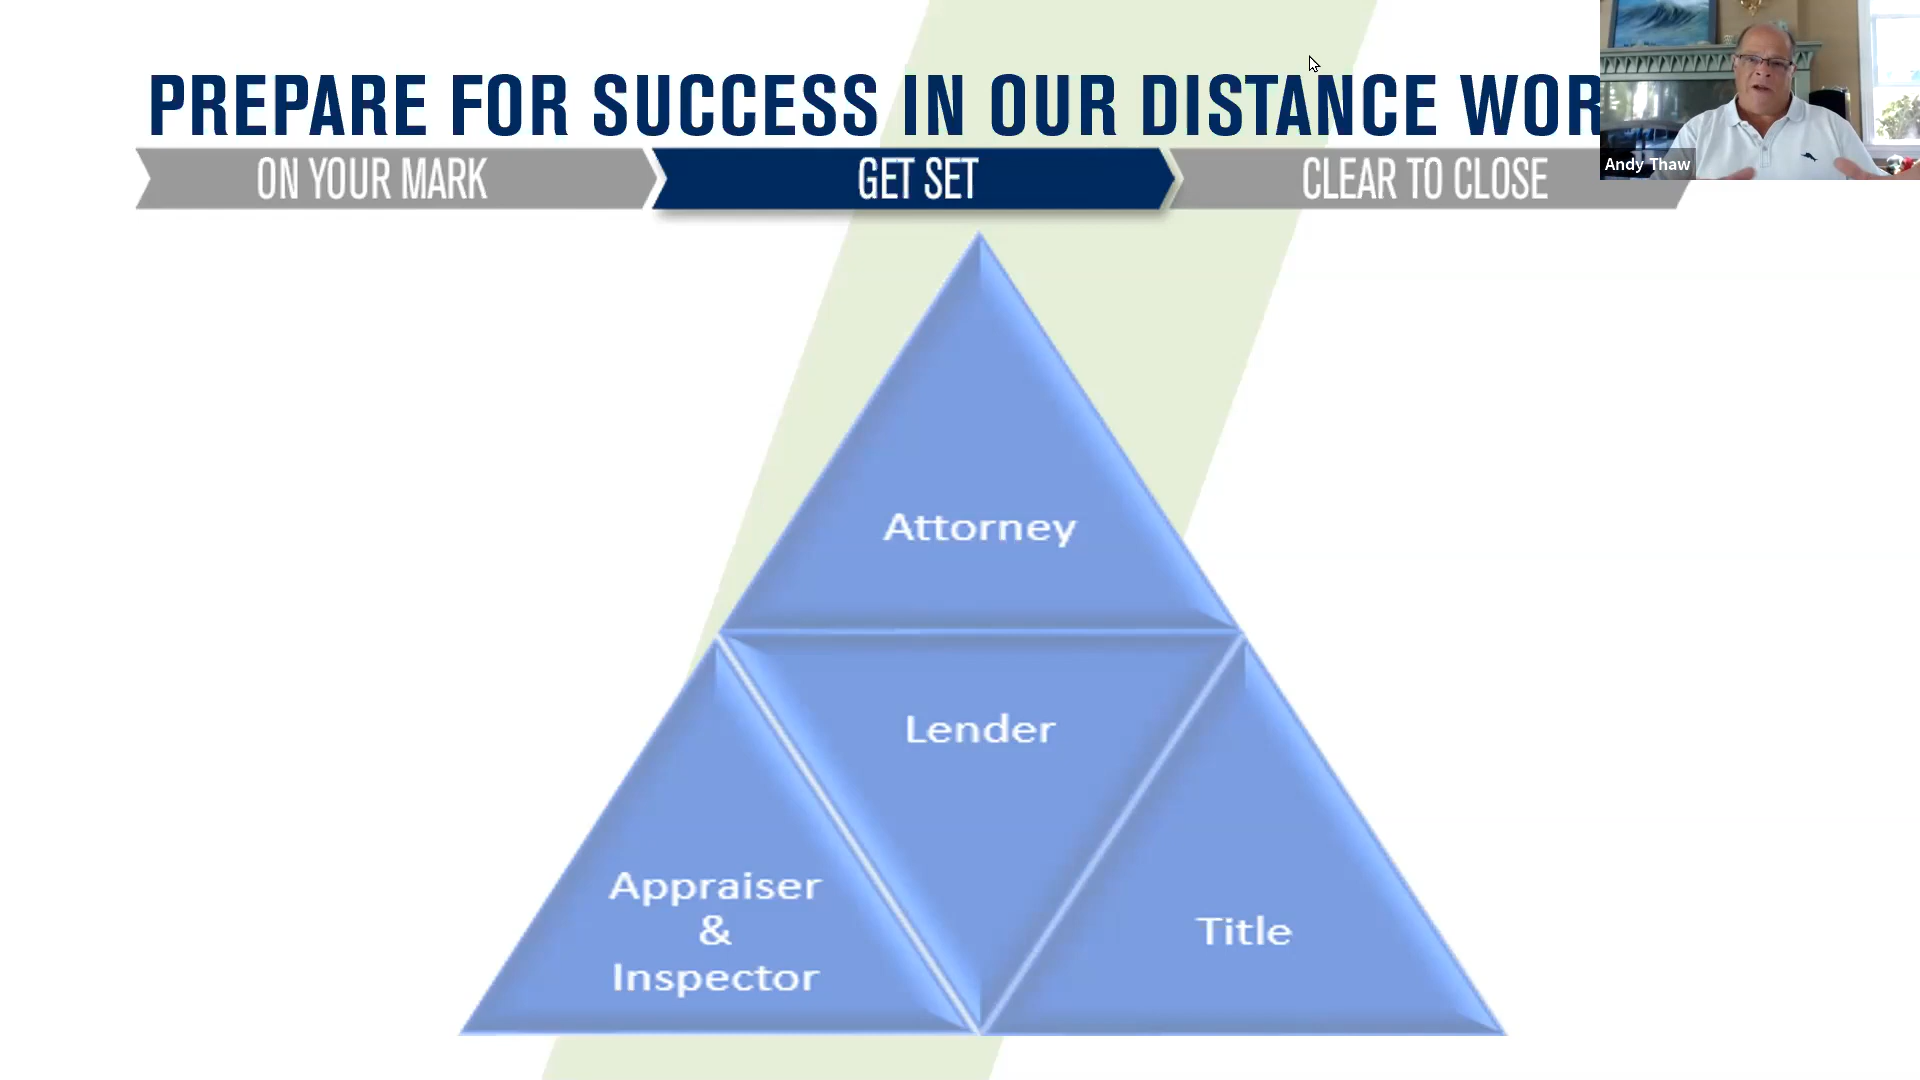 PREPARE FOR SUCCESS IN OUR DISTANCE WOR
ON YOUR MARK
GET SET
CLEAR TO CLOSE
Andy Thaw
Attorney
Lender
Appraiser
&
Inspector
Title